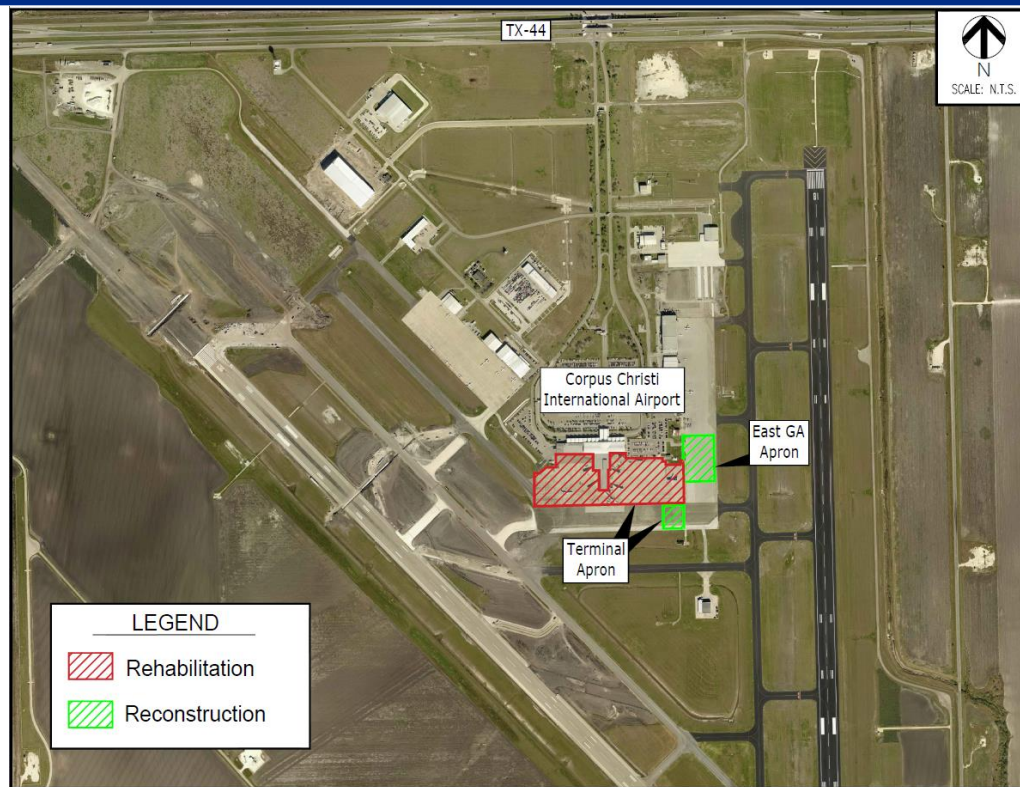 TX-44
N
SCALE: N.T.S.
Corpus Christi
International Airport
East GA
Apron
Terminal
Apron
LEGEND
Rehabilitation
Reconstruction